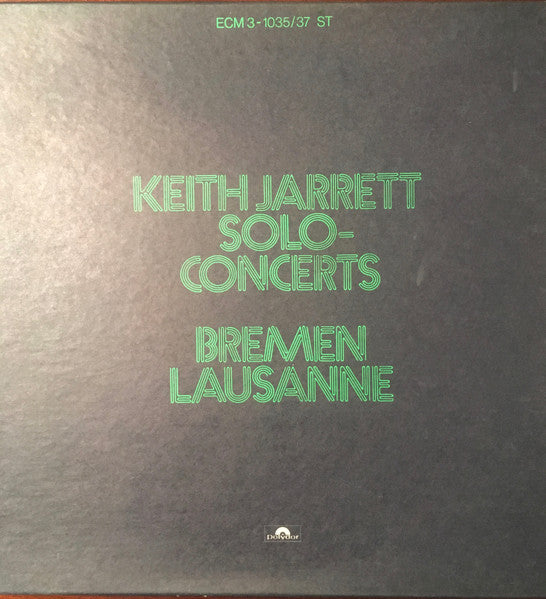 ECM 3-1035/37 ST
KEITH JARRETT
SOLO-
CONCERTS
BREMEN
LAUSANNE
polydor